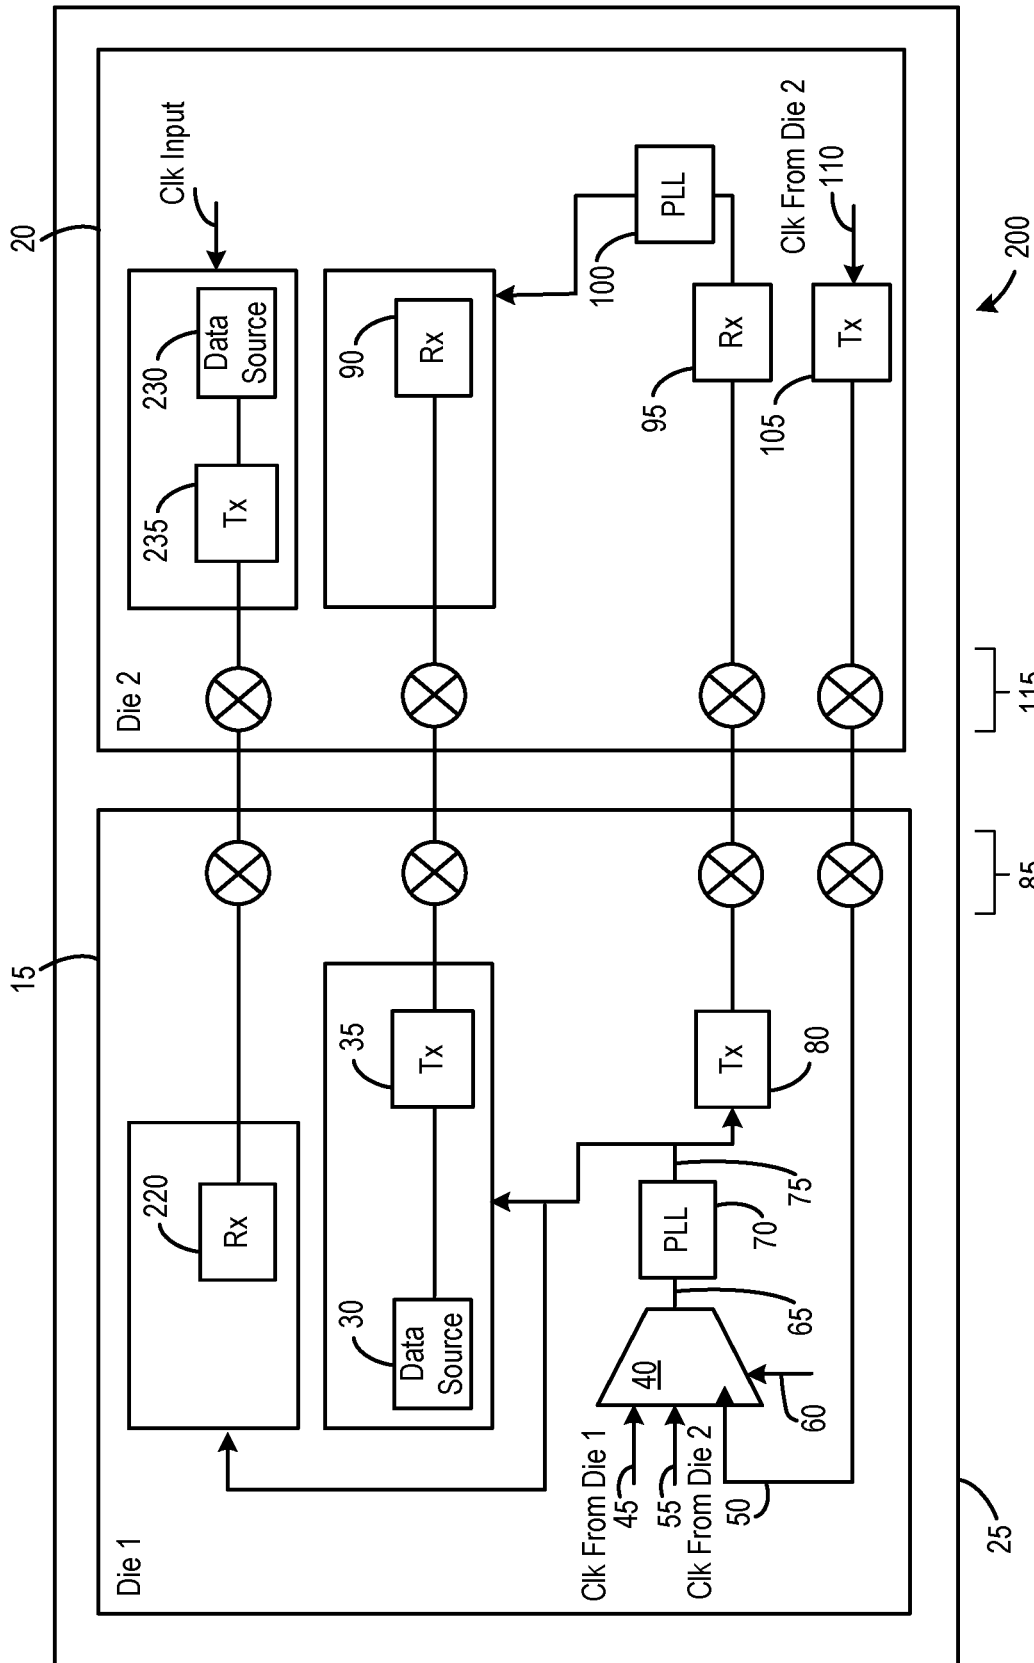 15
20
Die 1
Die 2
220
Rx
235
Tx
230
Data
Source
Clk Input
30
Data
Source
35
Tx
90
Rx
Clk From Die 1
45
55
Clk From Die 2
50
40
60
65
PLL
70
75
Tx
80
Rx
95
PLL
100
Tx
105
Clk From Die 2
110
25
85
115
200